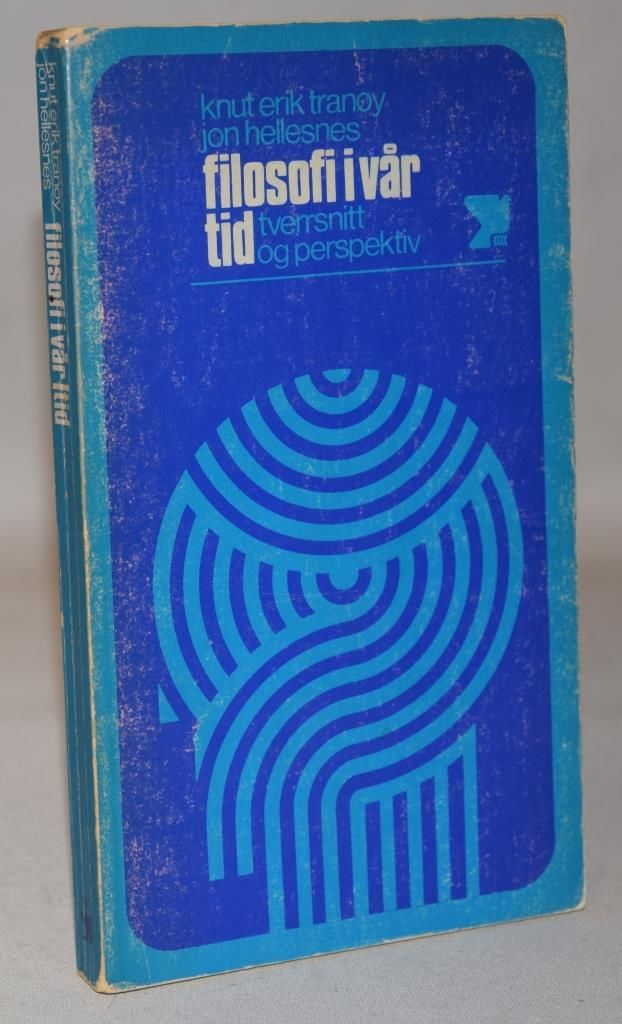 knut erik tranøy
jon hellesnes
filosofi i vår
tid
tverrsnitt
og perspektiv
knut erik tranøy
jon hellesnes
filosofi i vår tid